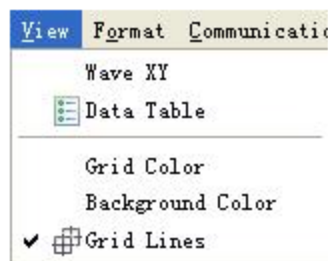 View Format Communicatio
Wave XY
Data Table
Grid Color
Background Color
Grid Lines